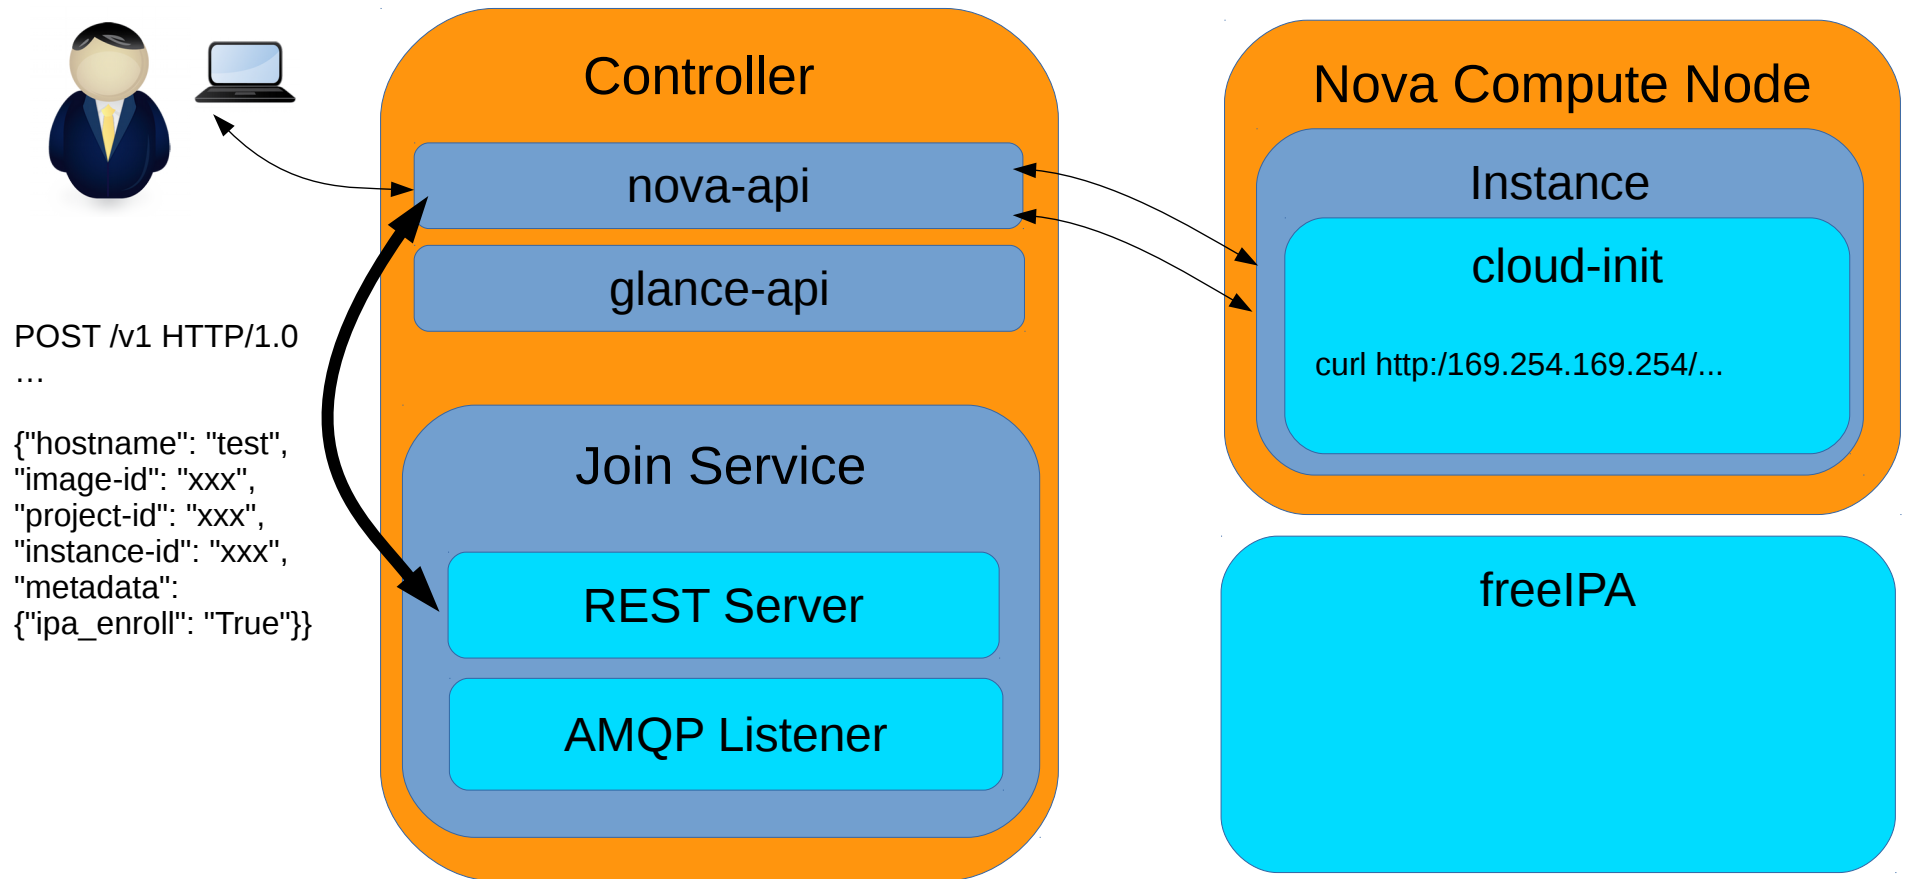 Controller
nova-api
glance-api
Join Service
REST Server
AMQP Listener
Nova Compute Node
Instance
cloud-init
curl http:/169.254.169.254/...
freeIPA
POST /v1 HTTP/1.0
…
{"hostname": "test",
"image-id": "xxx",
"project-id": "xxx",
"instance-id": "xxx",
"metadata":
{"ipa_enroll": "True"}}